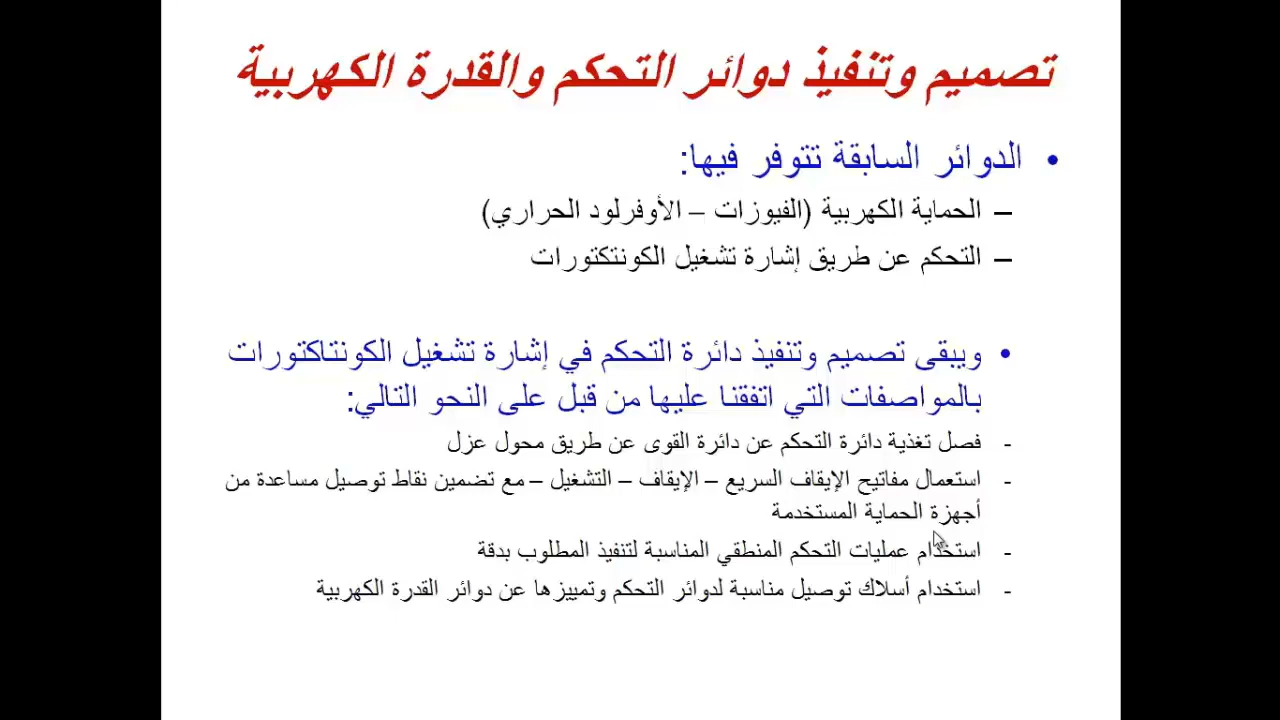 تصميم وتنفيذ دوائر التحكم والقدرة الكهربية
• الدوائر السابقة تتوفر فيها:
– الحماية الكهربية (الفيوزات – الأوفرلود الحراري)
– التحكم عن طريق إشارة تشغيل الكونتكتورات
• ويبقى تصميم وتنفيذ دائرة التحكم في إشارة تشغيل الكونتاكتورات
بالمواصفات التي اتفقنا عليها من قبل على النحو التالي:
- فصل تغذية دائرة التحكم عن دائرة القوى عن طريق محول عزل
- استعمال مفاتيح الإيقاف السريع – الإيقاف – التشغيل – مع تضمين نقاط توصيل مساعدة من
أجهزة الحماية المستخدمة
- استخدام عمليات التحكم المنطقي المناسبة لتنفيذ المطلوب بدقة
- استخدام أسلاك توصيل مناسبة لدوائر التحكم وتمييزها عن دوائر القدرة الكهربية